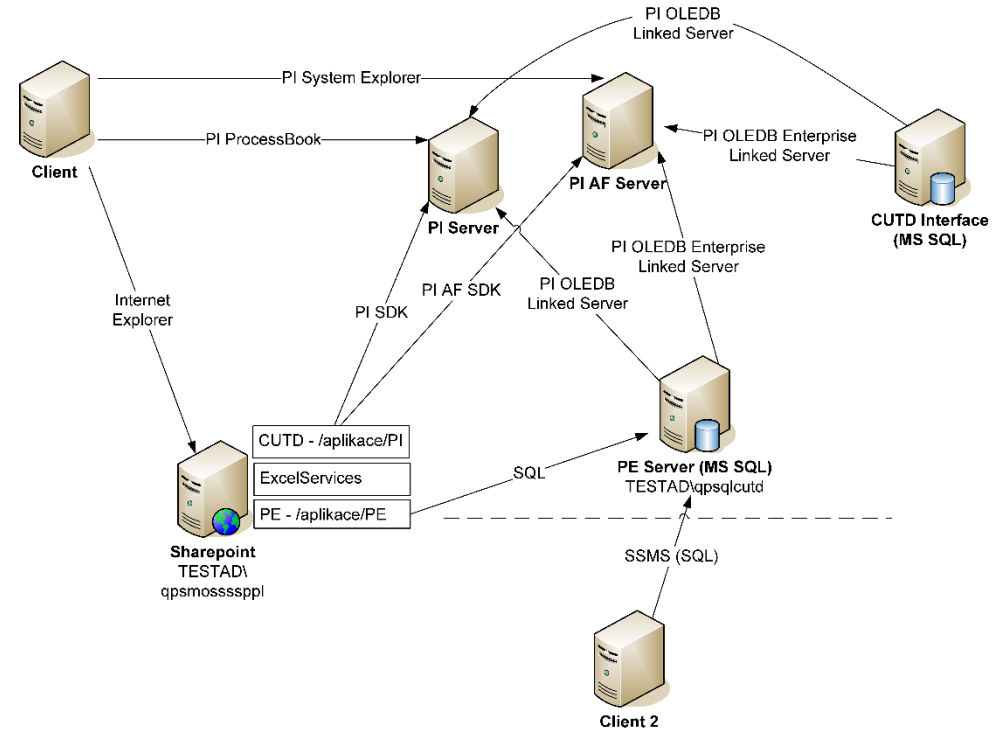 PI OLEDB
Linked Server
PI System Explorer
Client
PI ProcessBook
PI AF Server
PI OLEDB Enterprise
Linked Server
PI Server
CUTD Interface
(MS SQL)
PI OLEDB Enterprise
Linked Server
PI OLEDB
Linked Server
PI AF SDK
PI SDK
Internet
Explorer
CUTD - /aplikace/PI
ExcelServices
PE - /aplikace/PE
SQL
PE Server (MS SQL)
TESTAD\qpsqlcutd
Sharepoint
TESTAD\
qpsmossssppl
SSMS (SQL)
Client 2